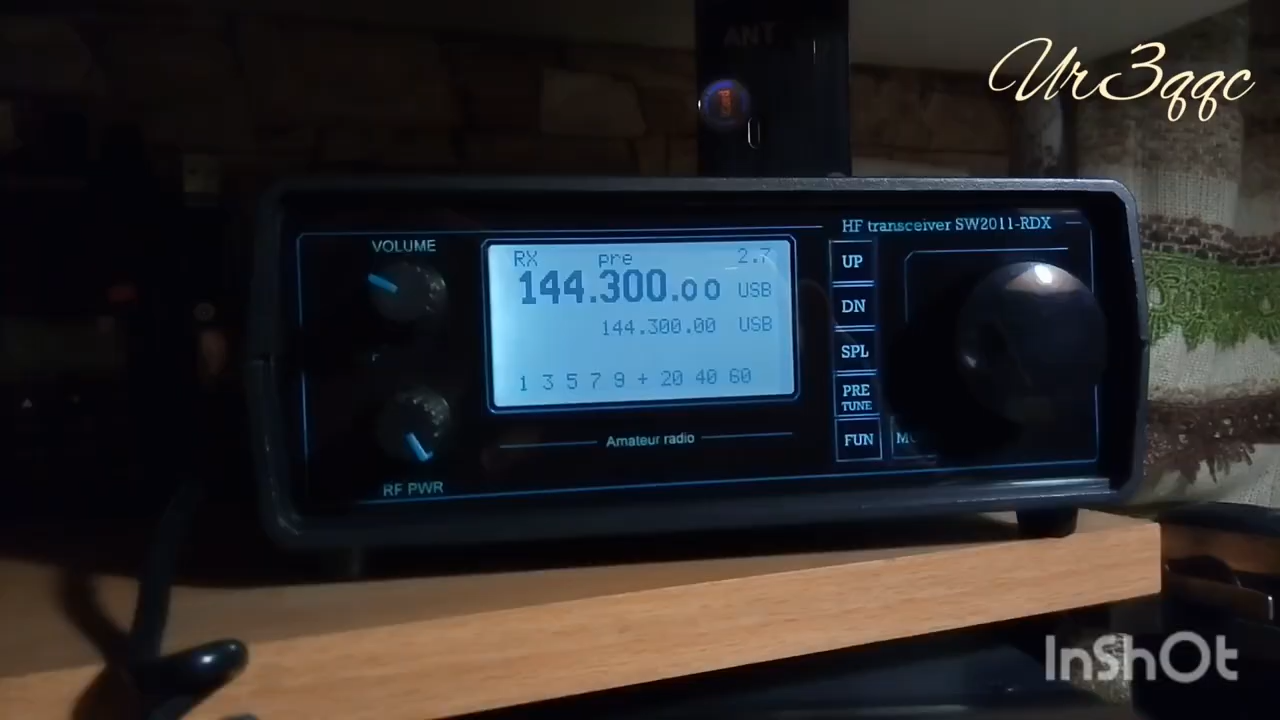 ANT
Ur3qqc
HF transceiver SW2011-RDX
VOLUME
RX pre 2.7
144.300.00 USB
144.300.00 USB
1 3 5 7 9 + 20 40 60
UP
DN
SPL
PRE
TUNE
FUN
Amateur radio
RF PWR
InShOt